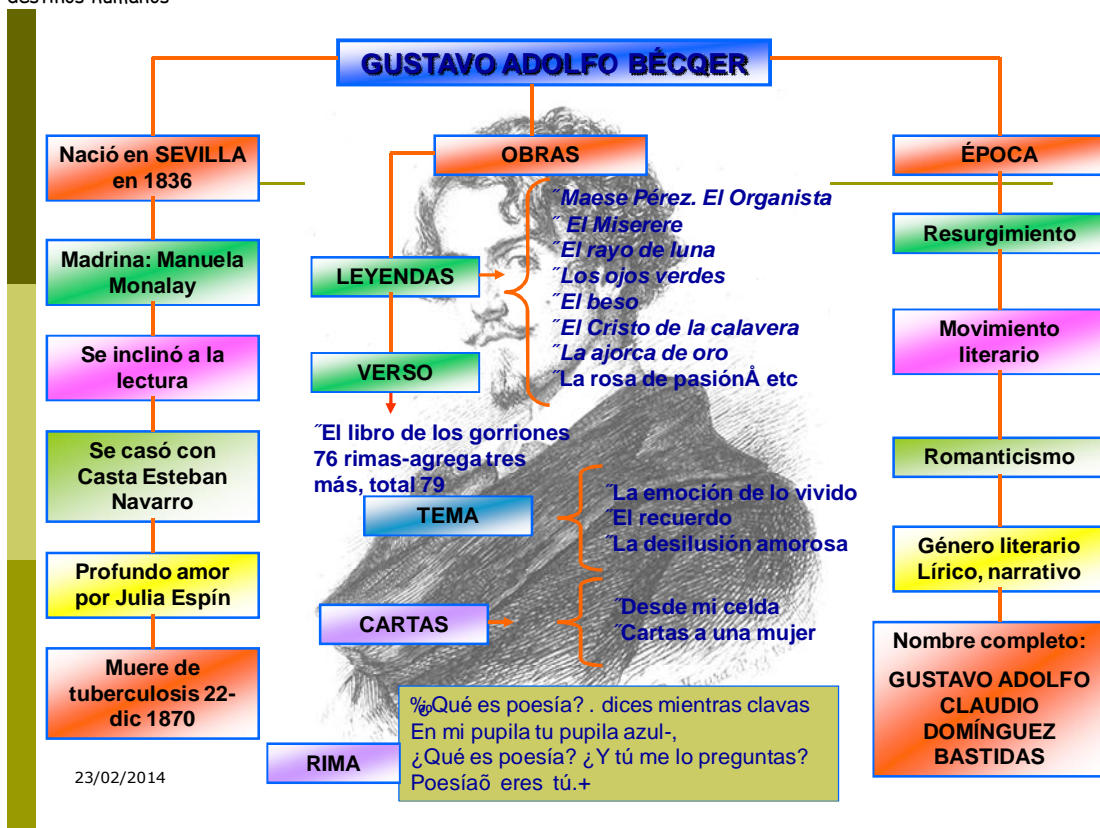 destinos humanos
GUSTAVO ADOLFO BÉCQER
Nació en SEVILLA
en 1836
Madrina: Manuela
Monalay
Se inclinó a la
lectura
Se casó con
Casta Esteban
Navarro
Profundo amor
por Julia Espín
Muere de
tuberculosis 22-
dic 1870
23/02/2014
OBRAS
LEYENDAS
˝Maese Pérez. El Organista
˝ El Miserere
˝El rayo de luna
˝Los ojos verdes
˝El beso
˝El Cristo de la calavera
˝La ajorca de oro
˝La rosa de pasiónÅ etc
VERSO
˝El libro de los gorriones
76 rimas-agrega tres
más, total 79
TEMA
˝La emoción de lo vivido
˝El recuerdo
˝La desilusión amorosa
CARTAS
˝Desde mi celda
˝Cartas a una mujer
RIMA
¿Qué es poesía? . dices mientras clavas
En mi pupila tu pupila azul-,
¿Qué es poesía? ¿Y tú me lo preguntas?
Poesíaõ eres tú.+
ÉPOCA
Resurgimiento
Movimiento
literario
Romanticismo
Género literario
Lírico, narrativo
Nombre completo:
GUSTAVO ADOLFO
CLAUDIO
DOMÍNGUEZ
BASTIDAS